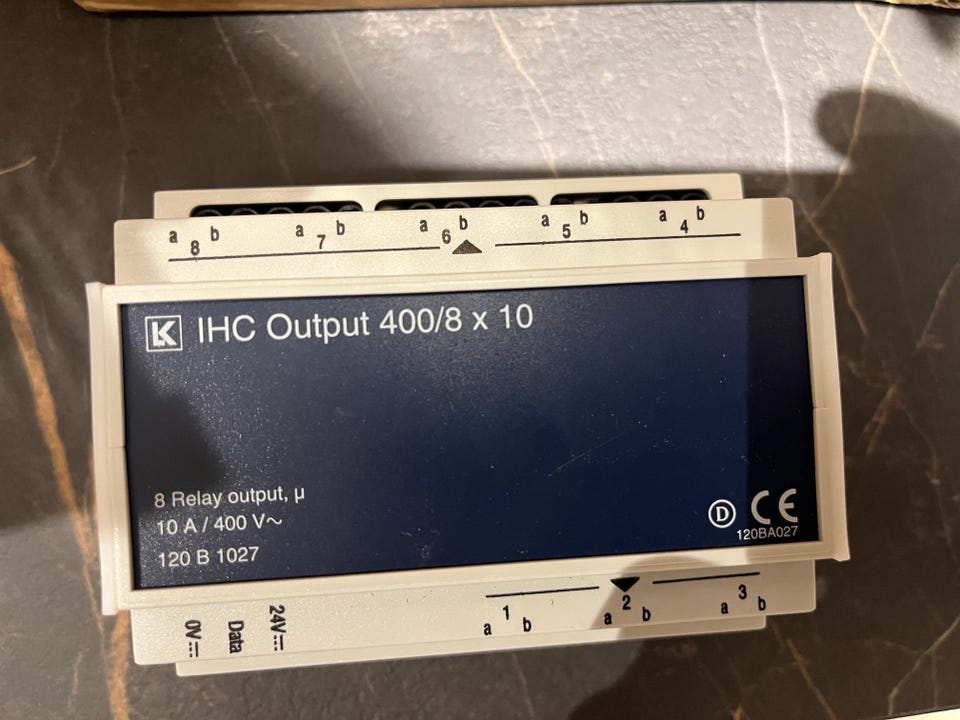 a 8 b a 7 b a 6 b a 5 b a 4 b
LK IHC Output 400/8 x 10
8 Relay output, µ
10 A / 400 V~
120 B 1027
D CE
120BA027
0V⎓ Data 24V⎓ a 1 b a 2 b a 3 b